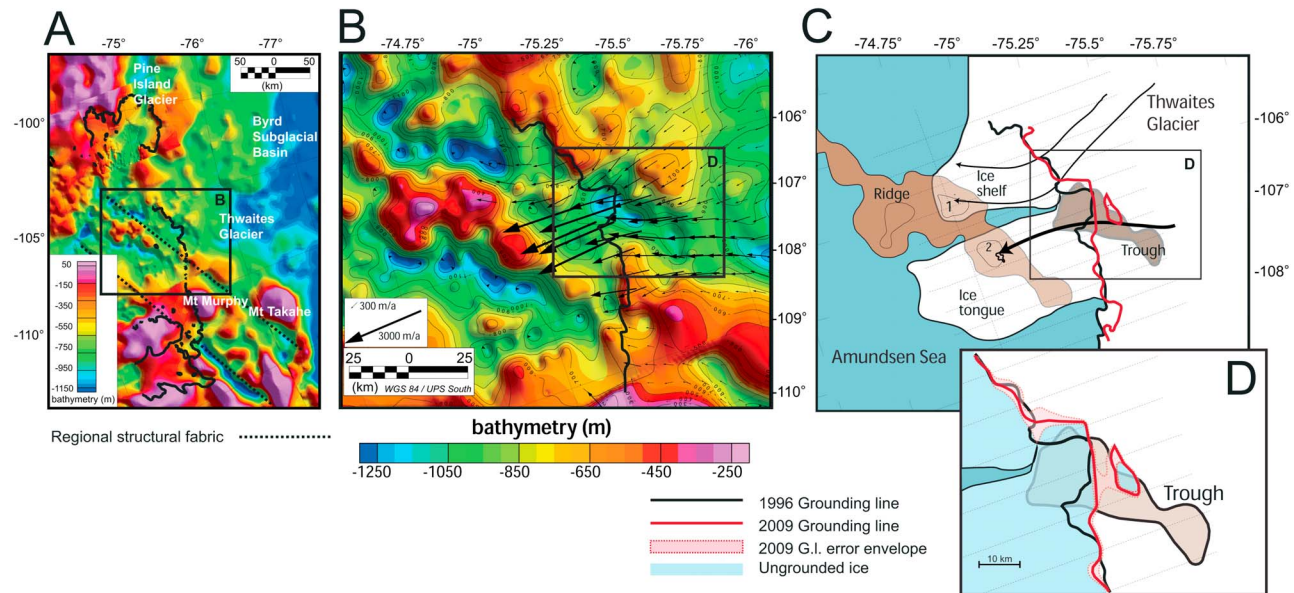 A
-75° -76° -77°
Pine
Island
Glacier
50 0 50
(km)
-100°
Byrd
Subglacial
Basin
B
Thwaites
Glacier
-105°
50
-150
-350
-550
-750
-950
-1150
bathymetry (m)
Mt Murphy
Mt Takahe
-110°
Regional structural fabric
B
-74.75° -75° -75.25° -75.5° -75.75° -76°
-106°
-107°
-108°
-109°
-110°
D
300 m/a
3000 m/a
25 0 25
(km) WGS 84 / UPS South
bathymetry (m)
-1250 -1050 -850 -650 -450 -250
1996 Grounding line
2009 Grounding line
2009 G.l. error envelope
Ungrounded ice
C
-74.75° -75° -75.25° -75.5° -75.75°
Thwaites
Glacier
-106°
-107°
-108°
D
Ice
shelf
Ridge
1
2
Trough
Ice
tongue
Amundsen Sea
D
Trough
10 km